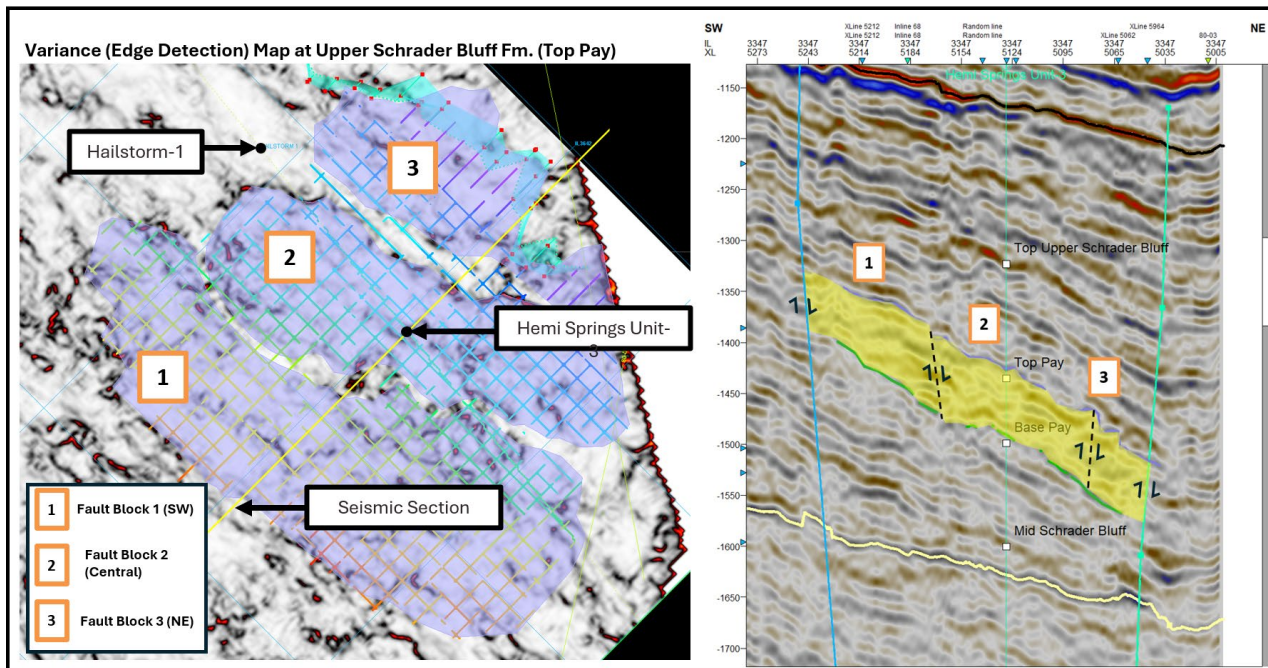 Variance (Edge Detection) Map at Upper Schrader Bluff Fm. (Top Pay)
Hailstorm-1
HAILSTORM 1
3
2
1
Hemi Springs Unit-
3
Seismic Section
1 Fault Block 1 (SW)
2 Fault Block 2
(Central)
3 Fault Block 3 (NE)
SW
NE
XLine 5212 Inline 68 Random line XLine 5964
XLine 5212 Inline 68 Random line XLine 5062 80-03
IL 3347 3347 3347 3347 3347 3347 3347 3347 3347 3347
XL 5273 5243 5214 5184 5154 5124 5095 5065 5035 5005
Hemi Springs Unit-3
-1150
-1200
-1250
-1300
-1350
-1400
-1450
-1500
-1550
-1600
-1650
-1700
Top Upper Schrader Bluff
1
2
Top Pay
3
Base Pay
Mid Schrader Bluff